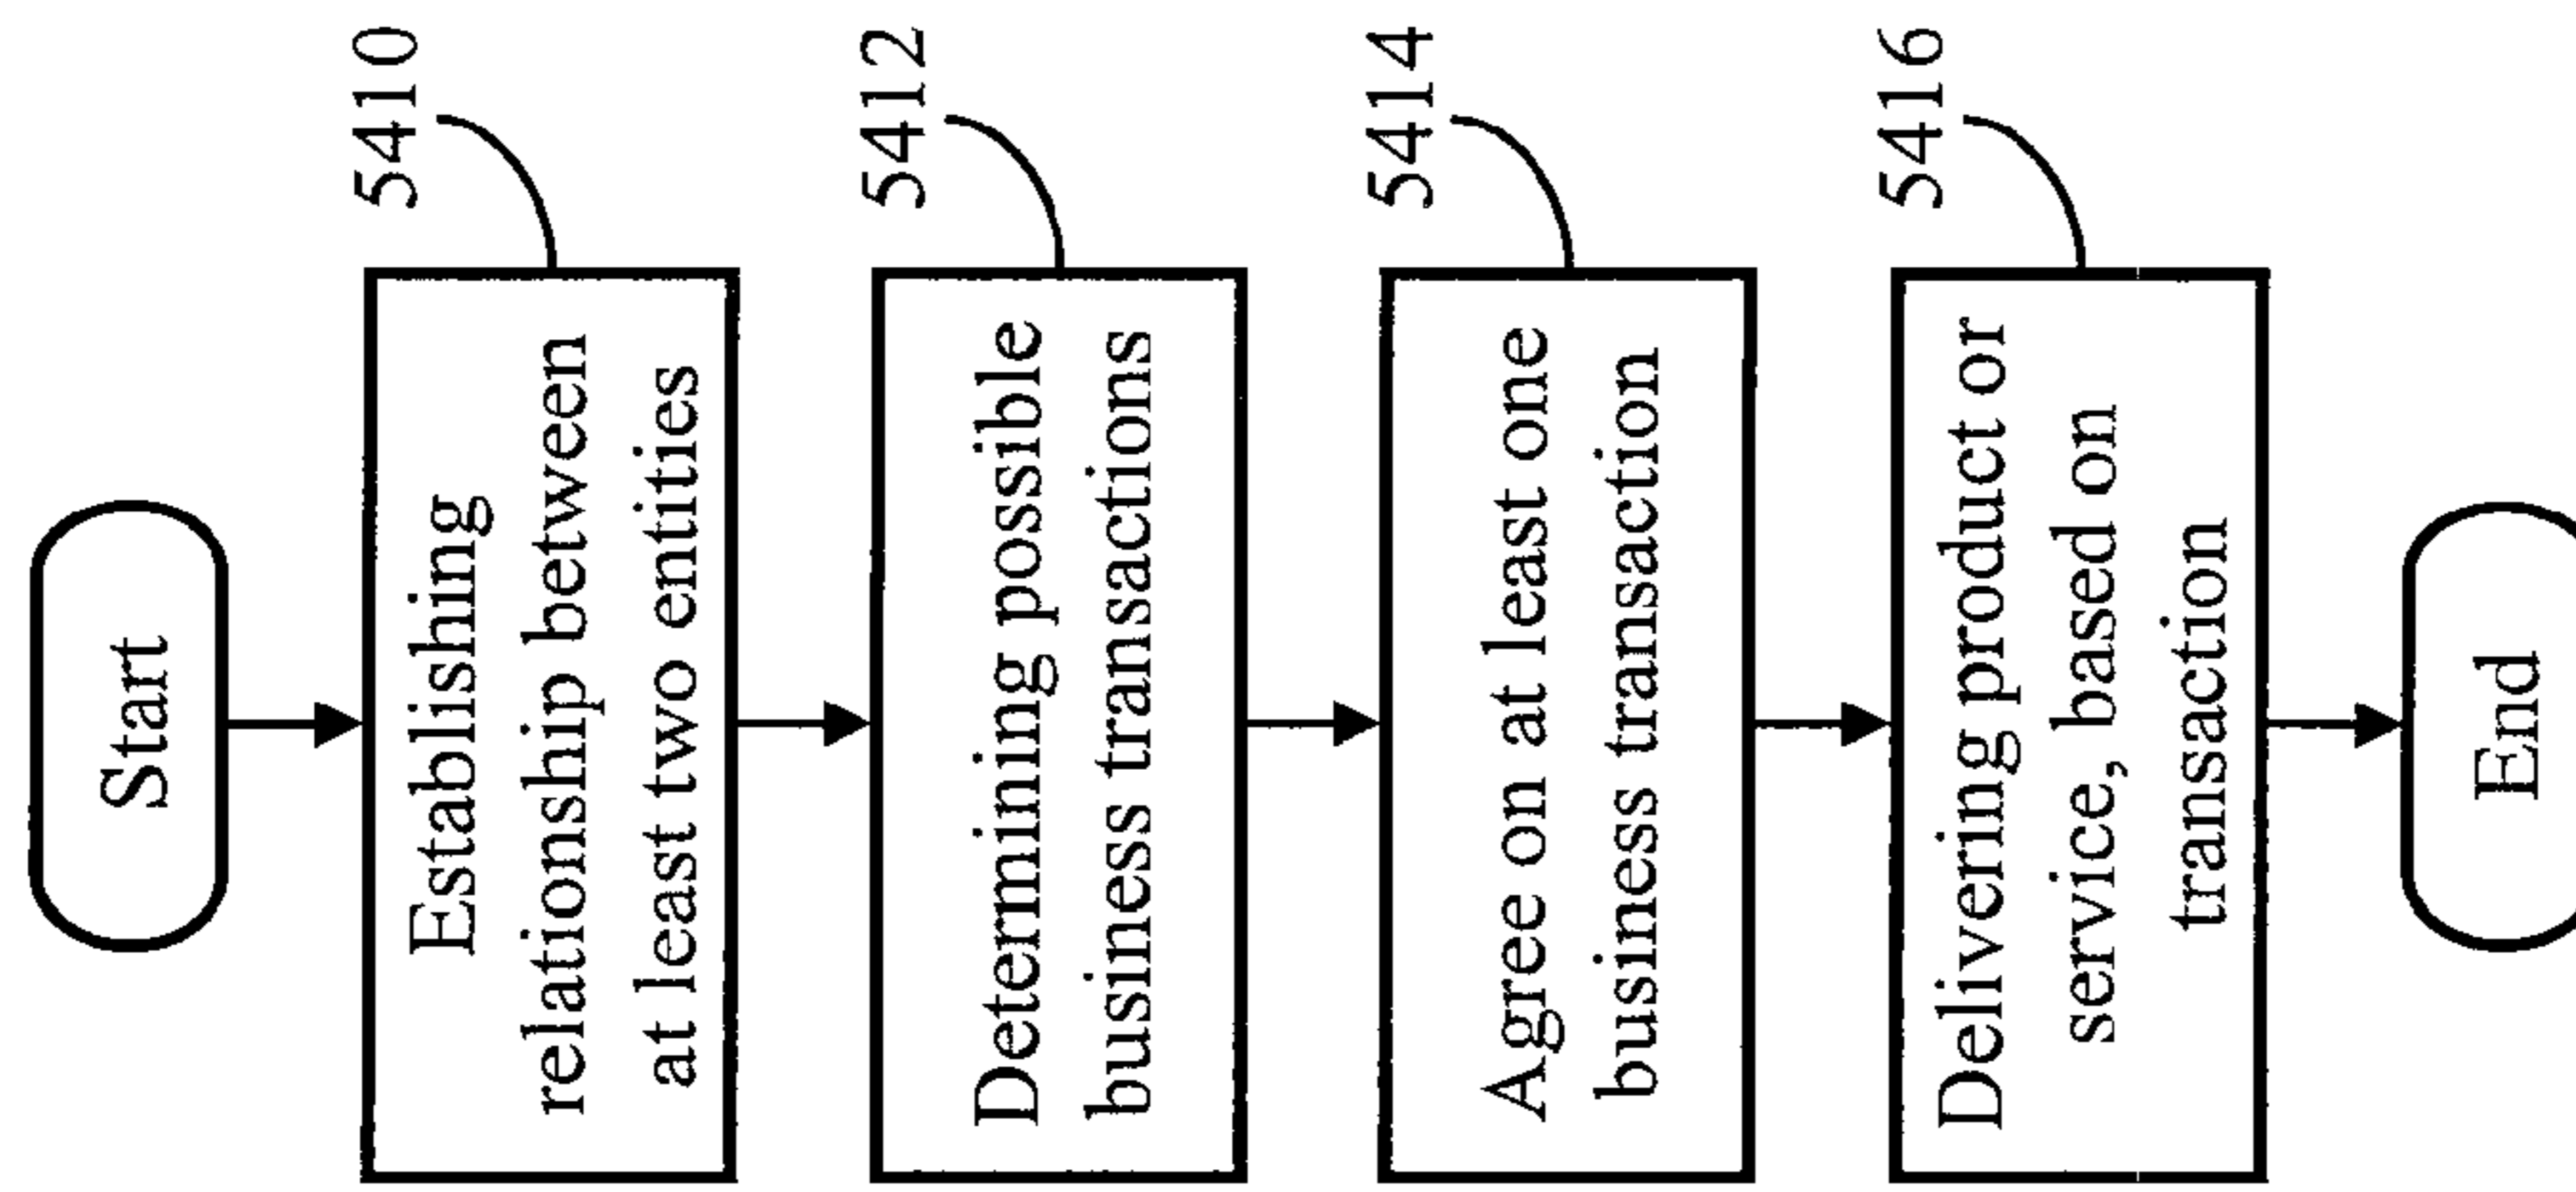 Start
5410
Establishing
relationship between
at least two entities
5412
Determining possible
business transactions
5414
Agree on at least one
business transaction
5416
Delivering product or
service, based on
transaction
End